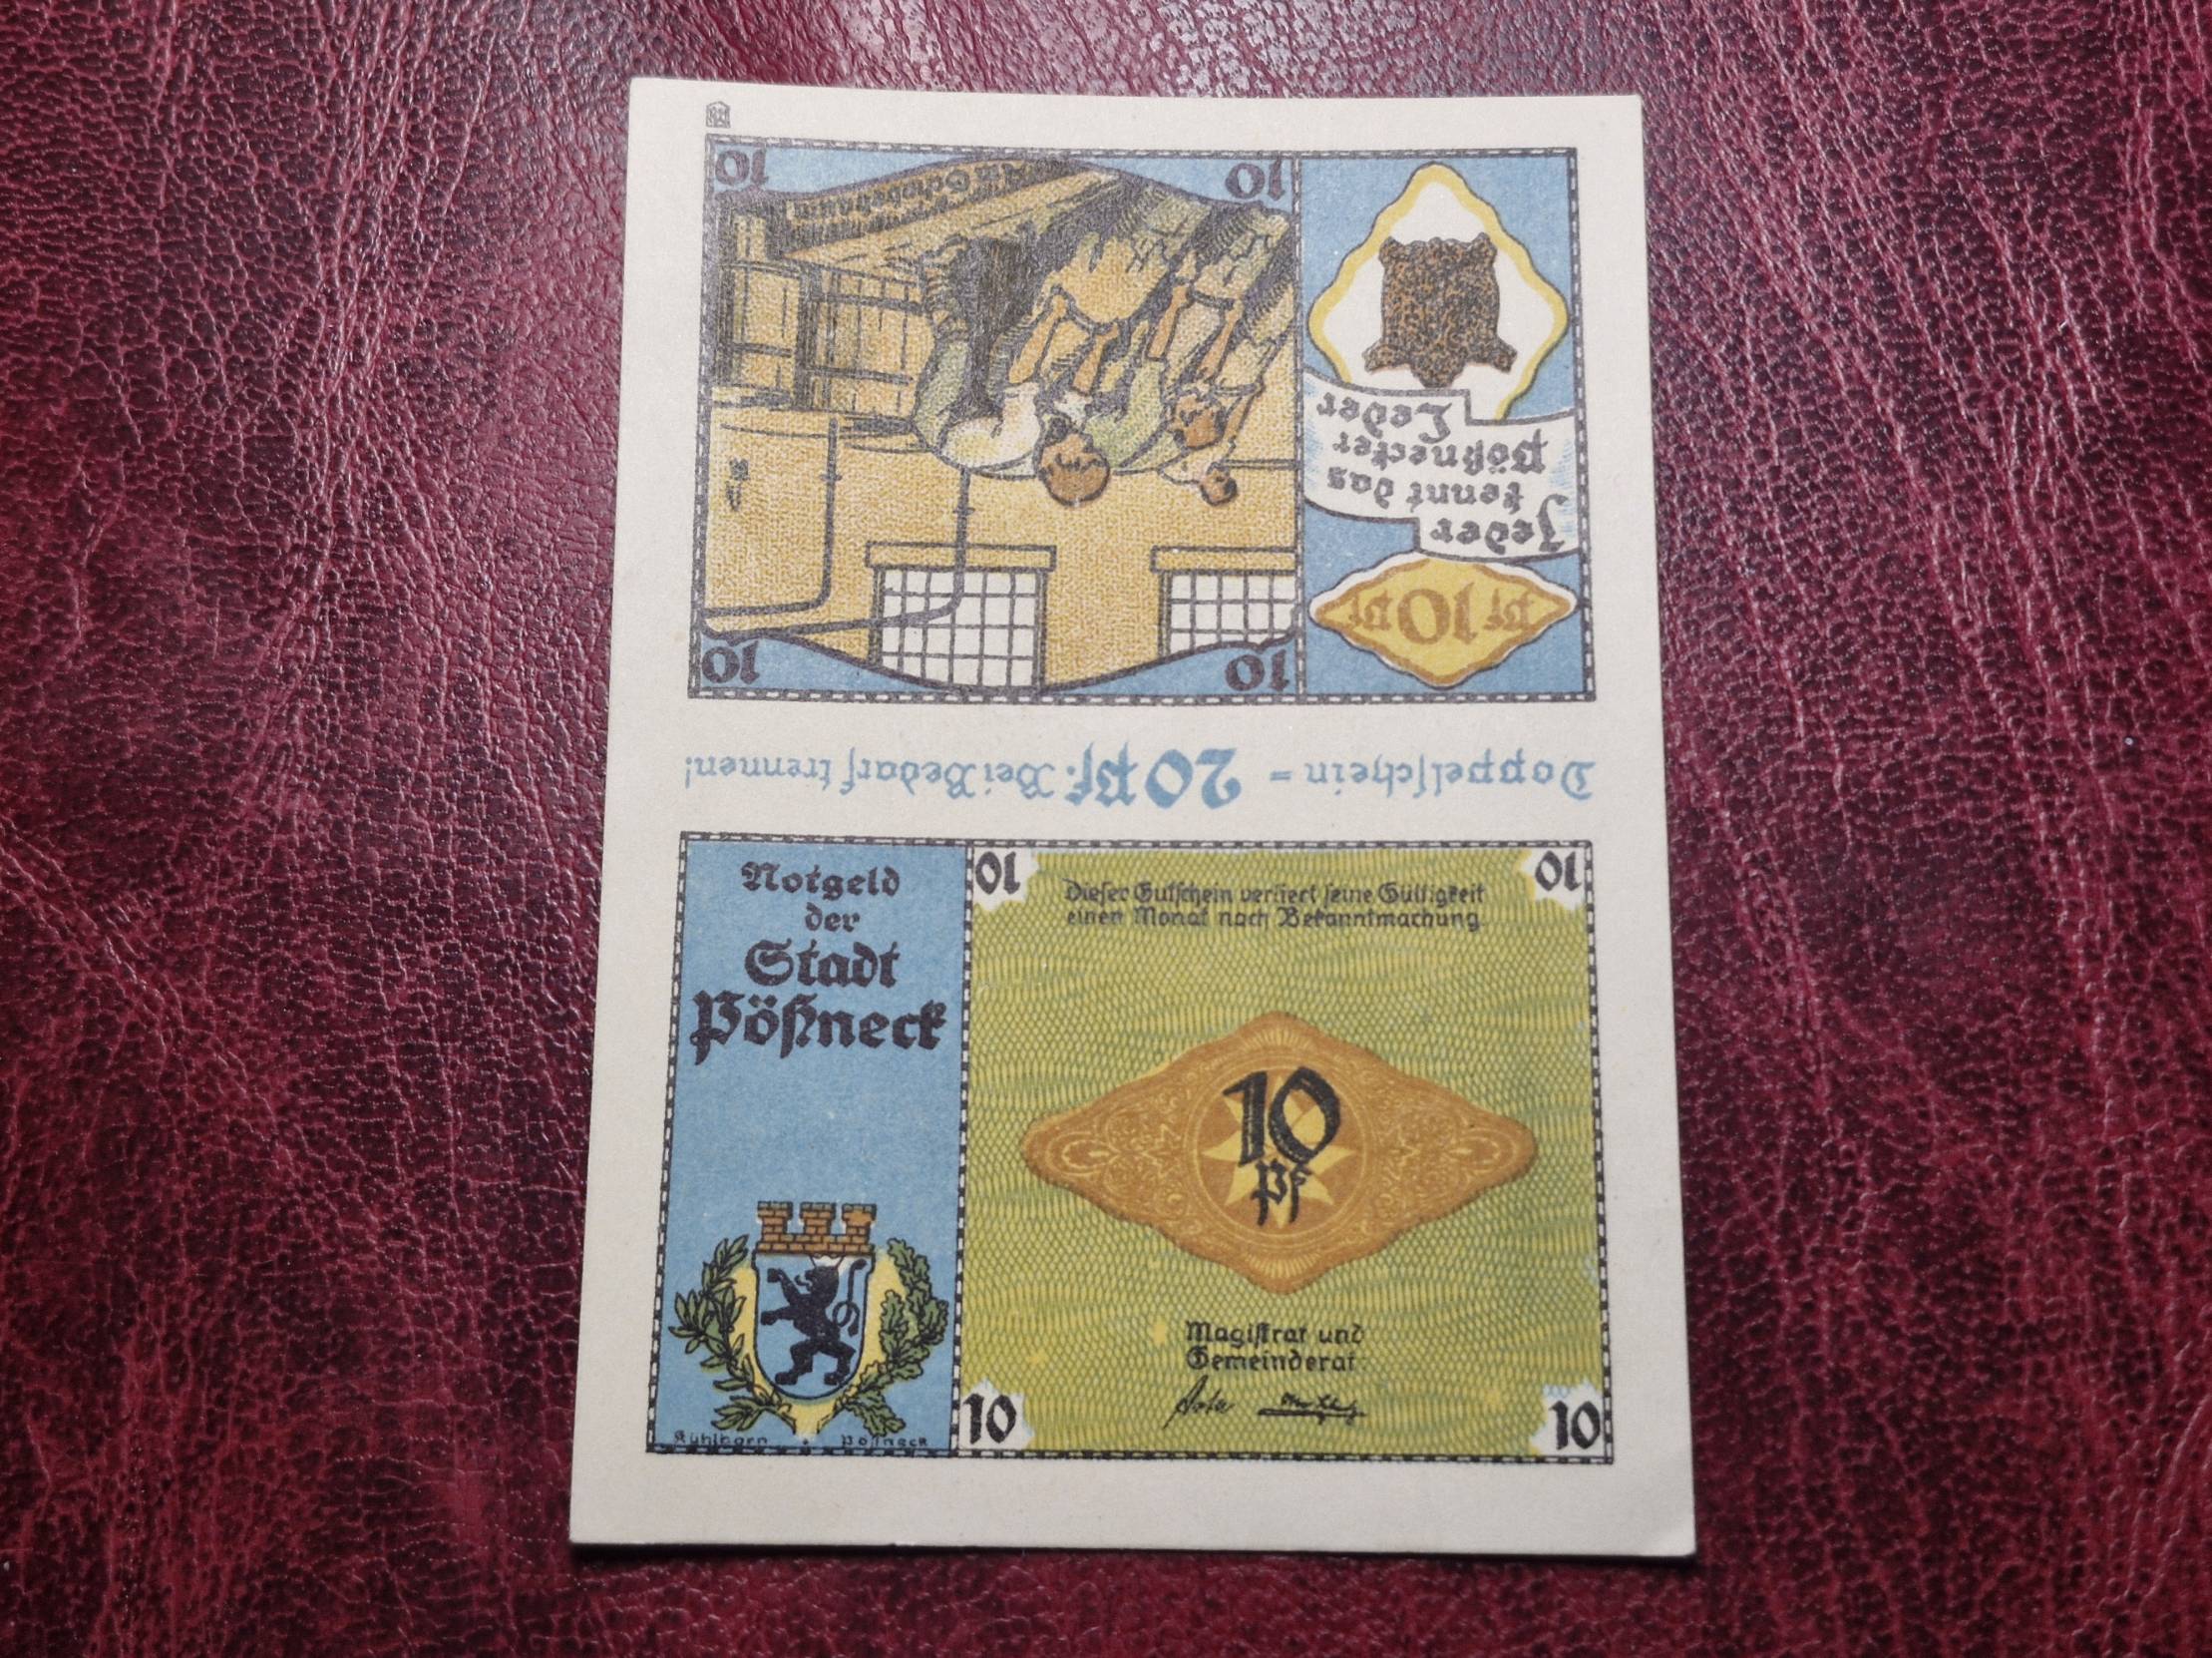 10
10
Jeder
kennt das
Pößnecker
Leder
Pf 10 Pf
10
10
Doppelschein = 20 Pf. Bei Bedarf trennen!
Notgeld
der
Stadt
Pößneck
10
10
Dieser Gutschein verliert seine Gültigkeit
einen Monat nach Bekanntmachung
10
Pf
Magistrat und
Gemeinderat
10
10
Kühlhorn • Pößneck